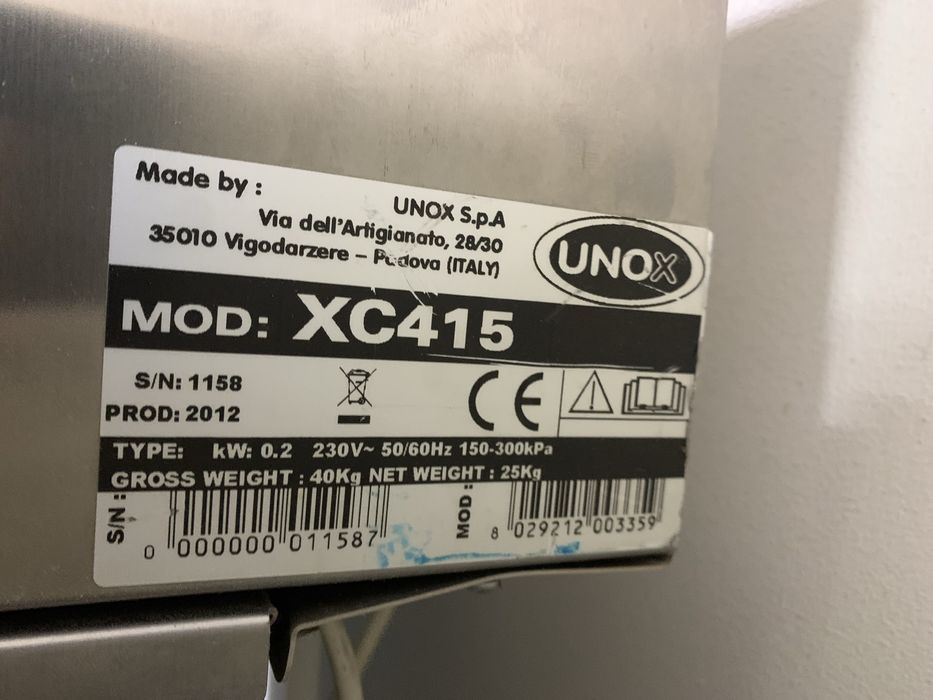 Made by :
UNOX S.p.A
Via dell'Artigianato, 28/30
35010 Vigodarzere – Padova (ITALY)
UNOX
MOD: XC415
S/N: 1158
PROD: 2012
CE
TYPE: kW: 0.2 230V~ 50/60Hz 150-300kPa
GROSS WEIGHT : 40Kg NET WEIGHT : 25Kg
S/N :
0 000000 011587
MOD :
8 029212 003359